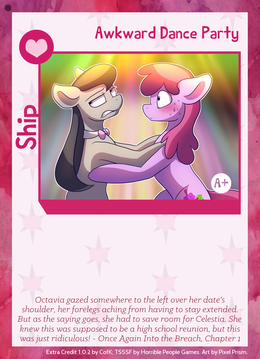 Awkward Dance Party
Ship
A+
Octavia gazed somewhere to the left over her date's
shoulder, her forelegs aching from having to stay extended.
But as the saying goes, she had to save room for Celestia. She
knew this was supposed to be a high school reunion, but this
was just ridiculous! - Once Again Into the Breach, Chapter 1
Extra Credit 1.0.2 by CofK, TSSSF by Horrible People Games. Art by Pixel Prism.